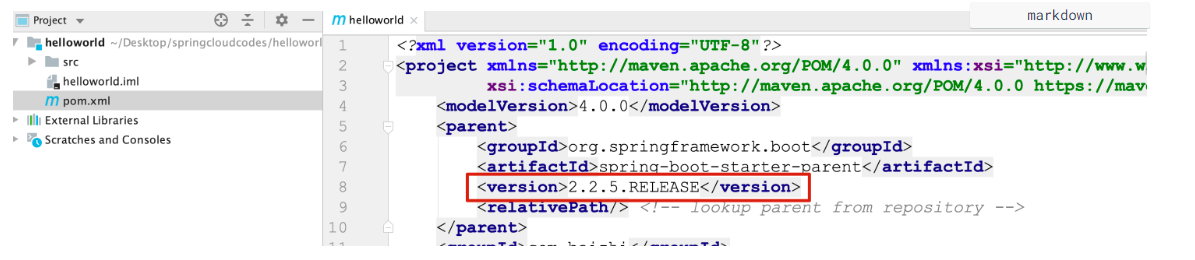 Project
helloworld
markdown
helloworld ~/Desktop/springcloudcodes/hellowor
src
helloworld.iml
pom.xml
External Libraries
Scratches and Consoles
1 <?xml version="1.0" encoding="UTF-8"?>
2 <project xmlns="http://maven.apache.org/POM/4.0.0" xmlns:xsi="http://www.w
3 xsi:schemaLocation="http://maven.apache.org/POM/4.0.0 https://mav
4 <modelVersion>4.0.0</modelVersion>
5 <parent>
6 <groupId>org.springframework.boot</groupId>
7 <artifactId>spring-boot-starter-parent</artifactId>
8 <version>2.2.5.RELEASE</version>
9 <relativePath/> <!-- lookup parent from repository -->
10 </parent>